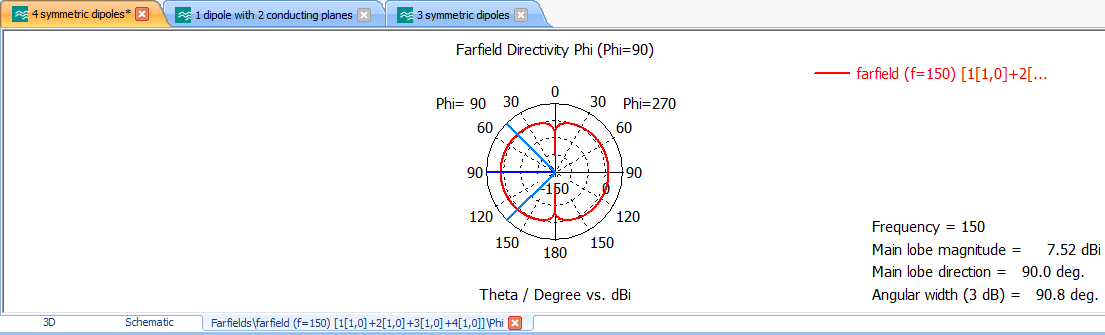 4 symmetric dipoles*
1 dipole with 2 conducting planes
3 symmetric dipoles
Farfield Directivity Phi (Phi=90)
farfield (f=150) [1[1,0]+2[...
0
Phi= 90 30 30 Phi=270
60 60
90 90
-150 0
120 120
150 150
180
Theta / Degree vs. dBi
Frequency = 150
Main lobe magnitude = 7.52 dBi
Main lobe direction = 90.0 deg.
Angular width (3 dB) = 90.8 deg.
3D
Schematic
Farfields\farfield (f=150) [1[1,0]+2[1,0]+3[1,0]+4[1,0]]\Phi